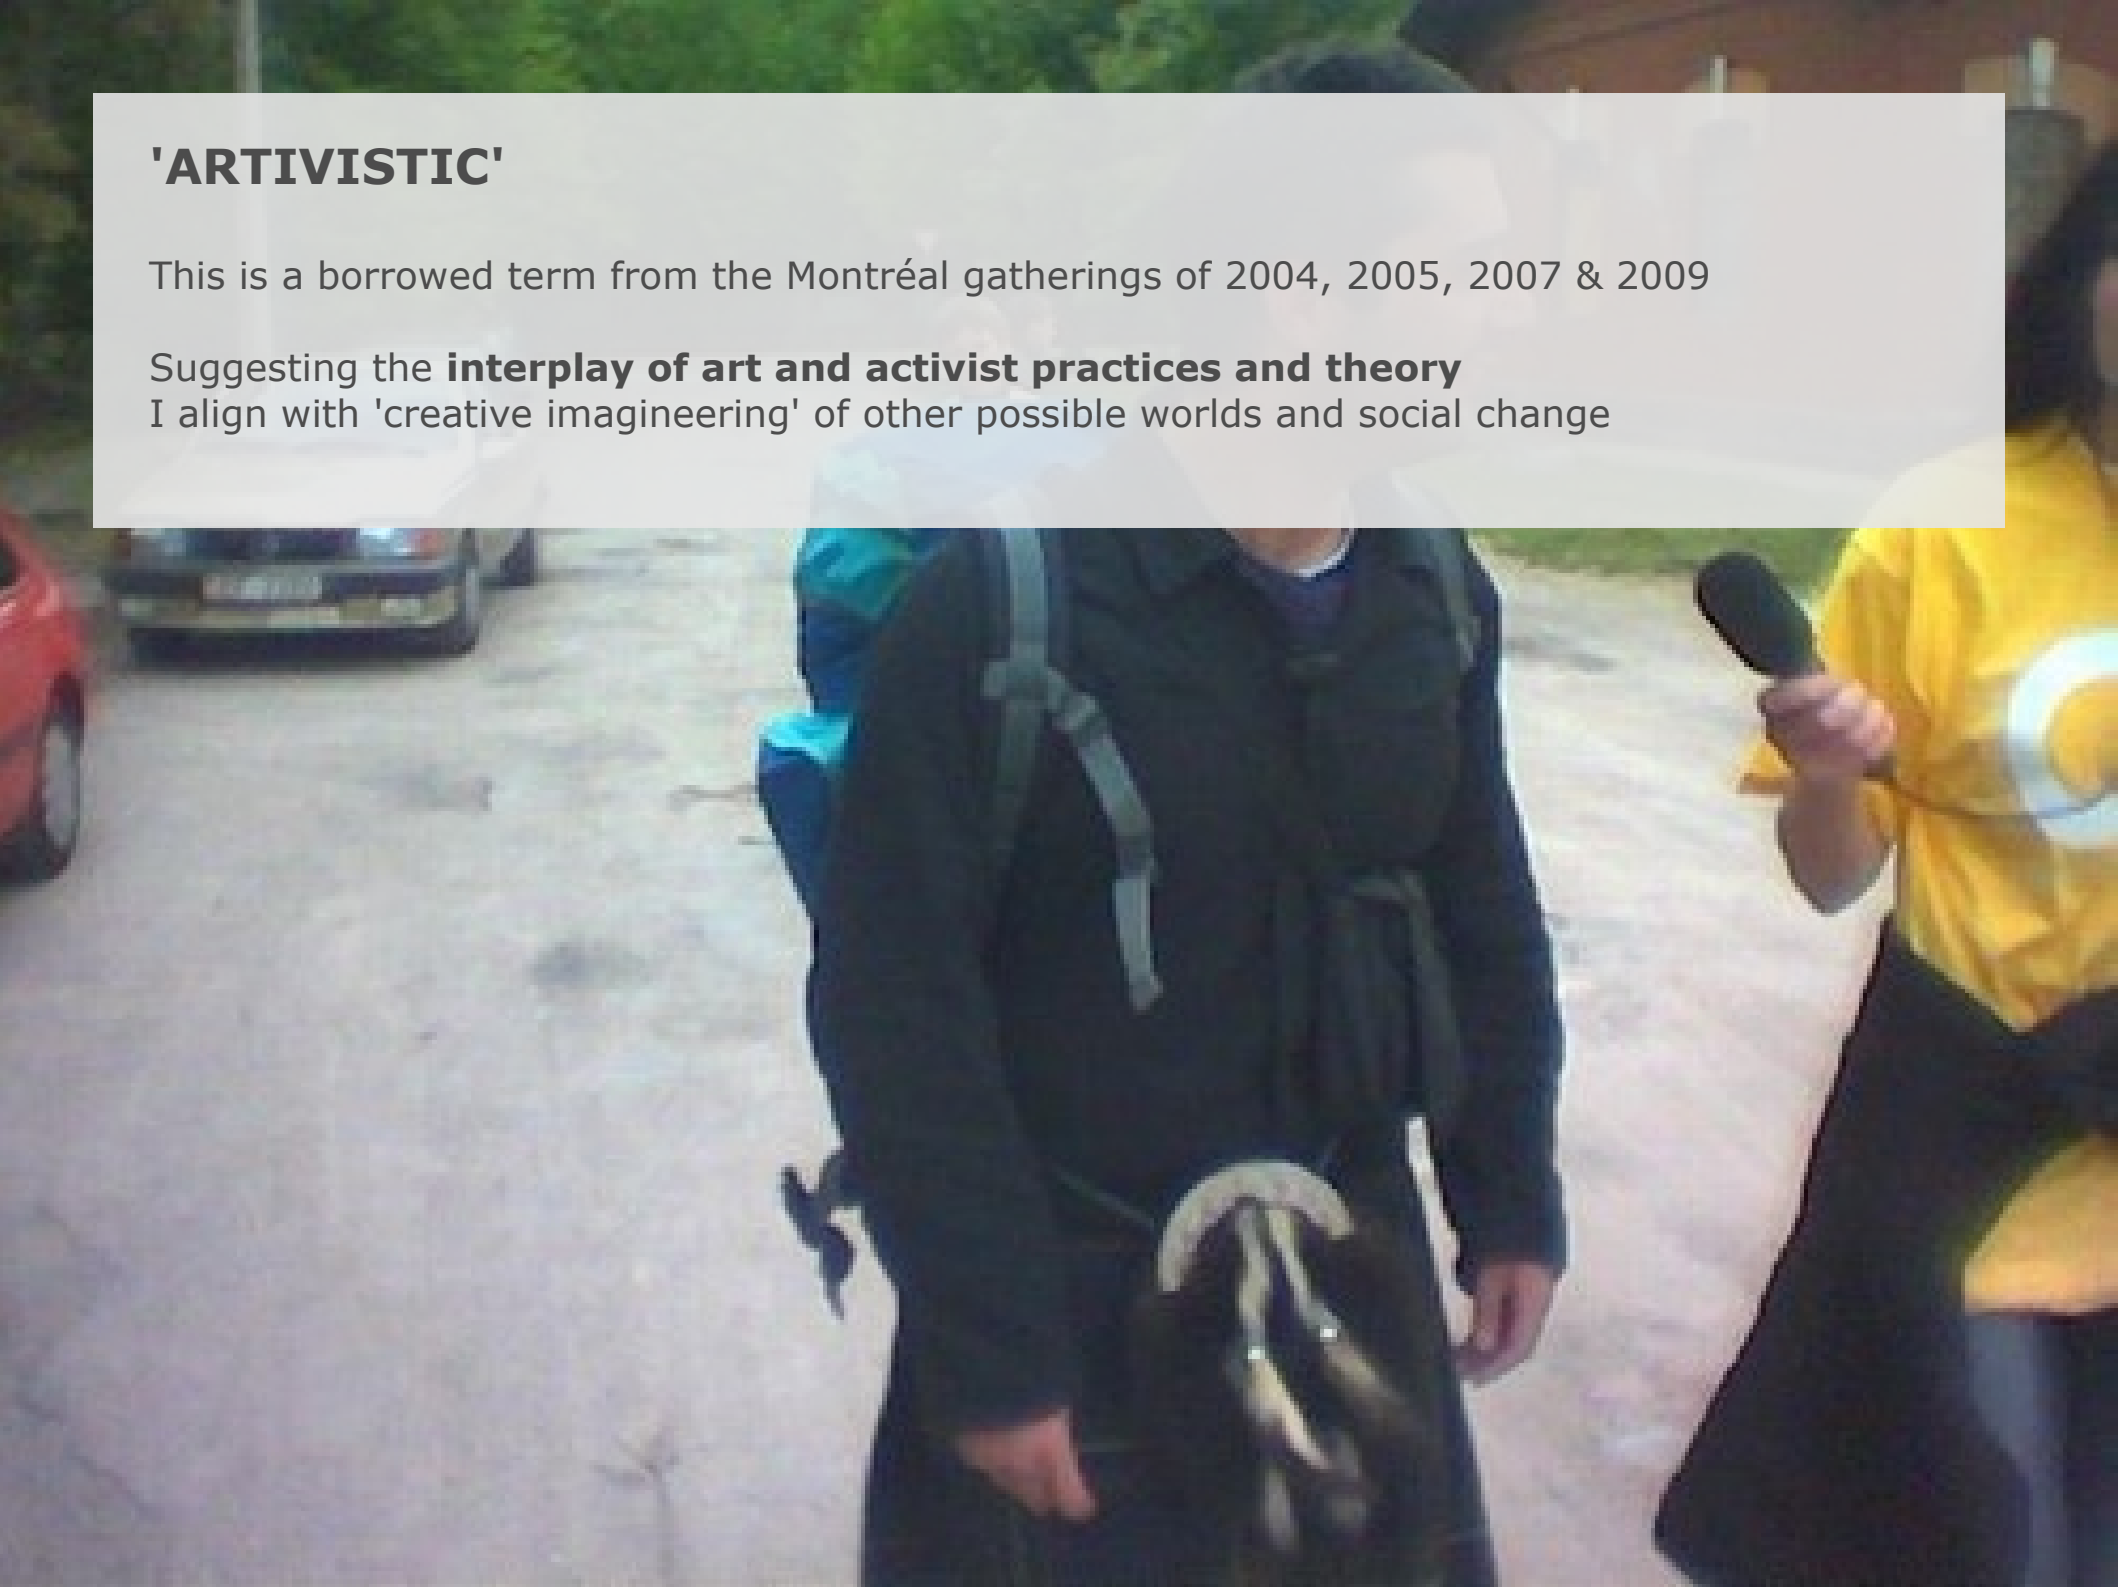 'ARTIVISTIC'
This is a borrowed term from the Montréal gatherings of 2004, 2005, 2007 & 2009
Suggesting the interplay of art and activist practices and theory
I align with 'creative imagineering' of other possible worlds and social change